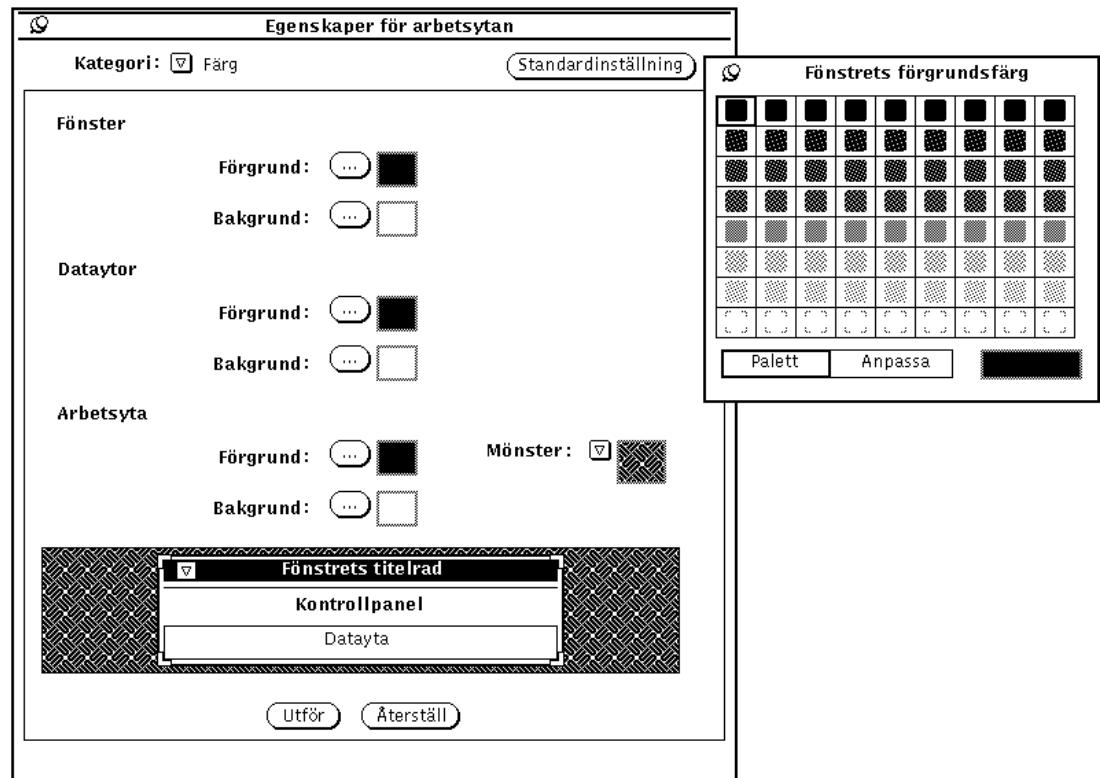 Egenskaper för arbetsytan
Kategori: Färg
Standardinställning
Fönster
Förgrund: ...
Bakgrund: ...
Dataytor
Förgrund: ...
Bakgrund: ...
Arbetsyta
Förgrund: ...
Mönster:
Bakgrund: ...
Fönstrets titelrad
Kontrollpanel
Datayta
Utför
Återställ
Fönstrets förgrundsfärg
Palett
Anpassa